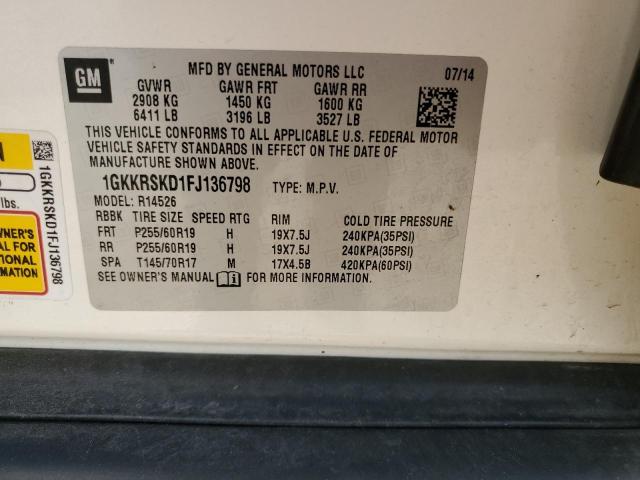 GM
MFD BY GENERAL MOTORS LLC 07/14
GVWR GAWR FRT GAWR RR
2908 KG 1450 KG 1600 KG
6411 LB 3196 LB 3527 LB
THIS VEHICLE CONFORMS TO ALL APPLICABLE U.S. FEDERAL MOTOR
VEHICLE SAFETY STANDARDS IN EFFECT ON THE DATE OF
MANUFACTURE SHOWN ABOVE.
1GKKRSKD1FJ136798 TYPE: M.P.V.
MODEL: R14526
RBBK TIRE SIZE SPEED RTG RIM COLD TIRE PRESSURE
FRT P255/60R19 H 19X7.5J 240KPA(35PSI)
RR P255/60R19 H 19X7.5J 240KPA(35PSI)
SPA T145/70R17 M 17X4.5B 420KPA(60PSI)
SEE OWNER'S MANUAL i FOR MORE INFORMATION
lbs.
1GKKRSKD1FJ136798